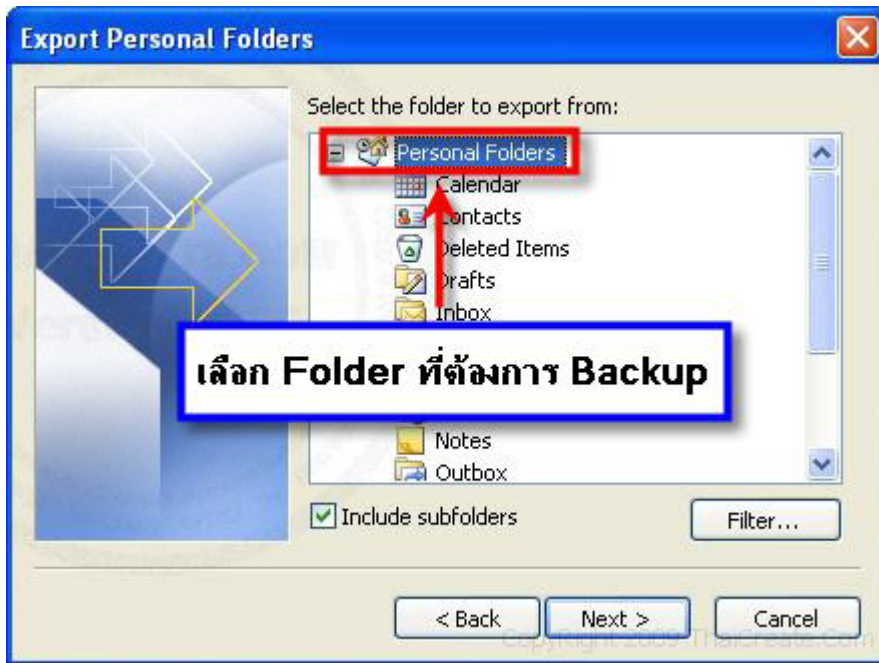 Export Personal Folders
Select the folder to export from:
Personal Folders
Calendar
Contacts
Deleted Items
Drafts
Inbox
เลือก Folder ที่ต้องการ Backup
Notes
Outbox
Include subfolders
Filter...
< Back
Next >
Cancel
Copyright 2009 ThaiCreate.Com